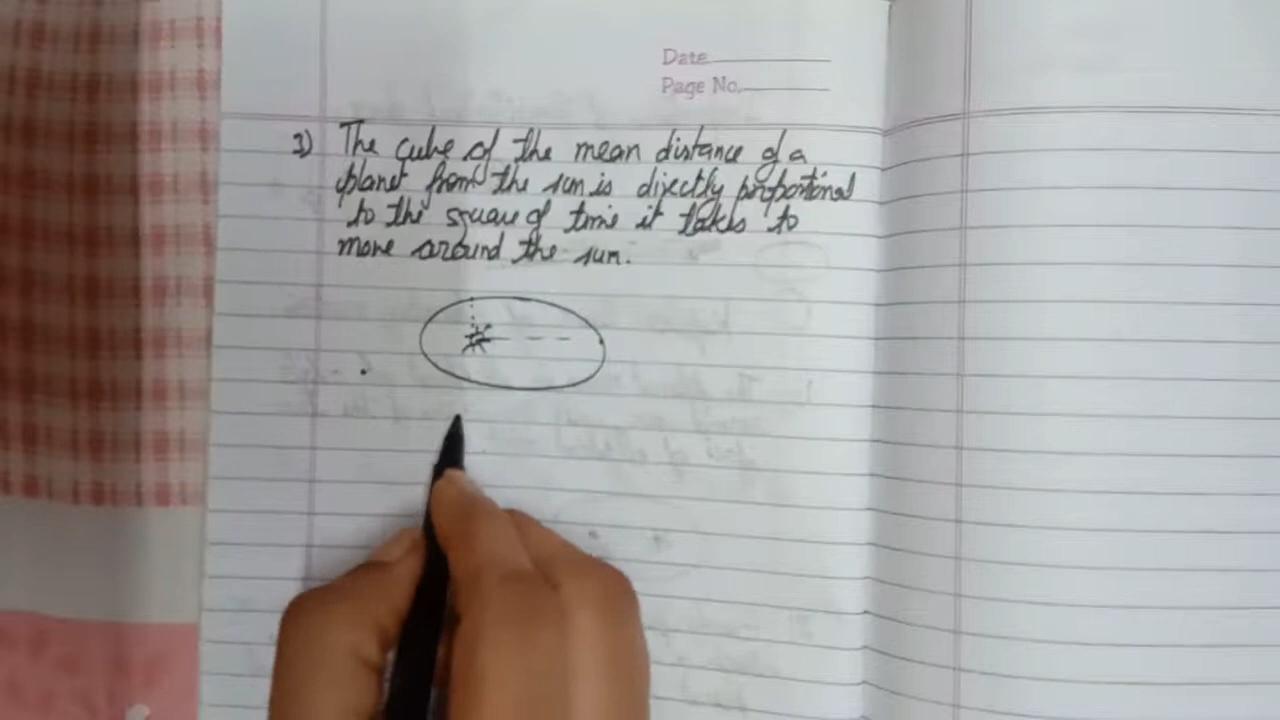 Date
Page No.
3) The cube of the mean distance of a
planet from the sun is directly proportional
to the square of time it takes to
move around the sun.